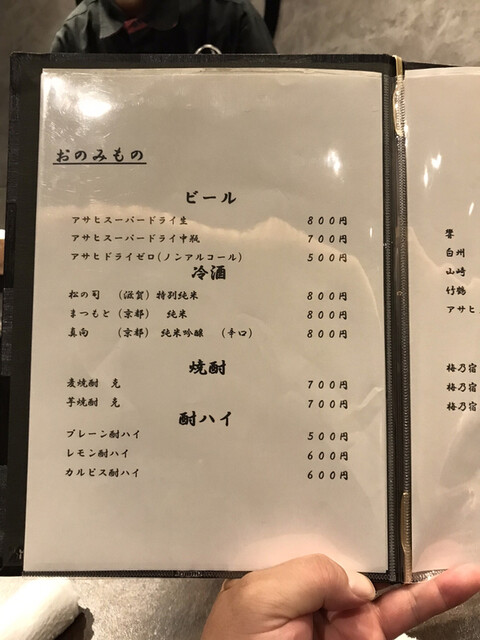 おのみもの
ビール
アサヒスーパードライ生 800円
アサヒスーパードライ中瓶 700円
アサヒドライゼロ(ノンアルコール) 500円
冷酒
松の司 (滋賀) 特別純米 800円
まつもと (京都) 純米 800円
真向 (京都) 純米吟醸 (辛口) 800円
焼酎
麦焼酎 克 700円
芋焼酎 克 700円
酎ハイ
プレーン酎ハイ 500円
レモン酎ハイ 600円
カルピス酎ハイ 600円
響
白州
山崎
竹鶴
アサヒ
梅乃宿
梅乃宿
梅乃宿